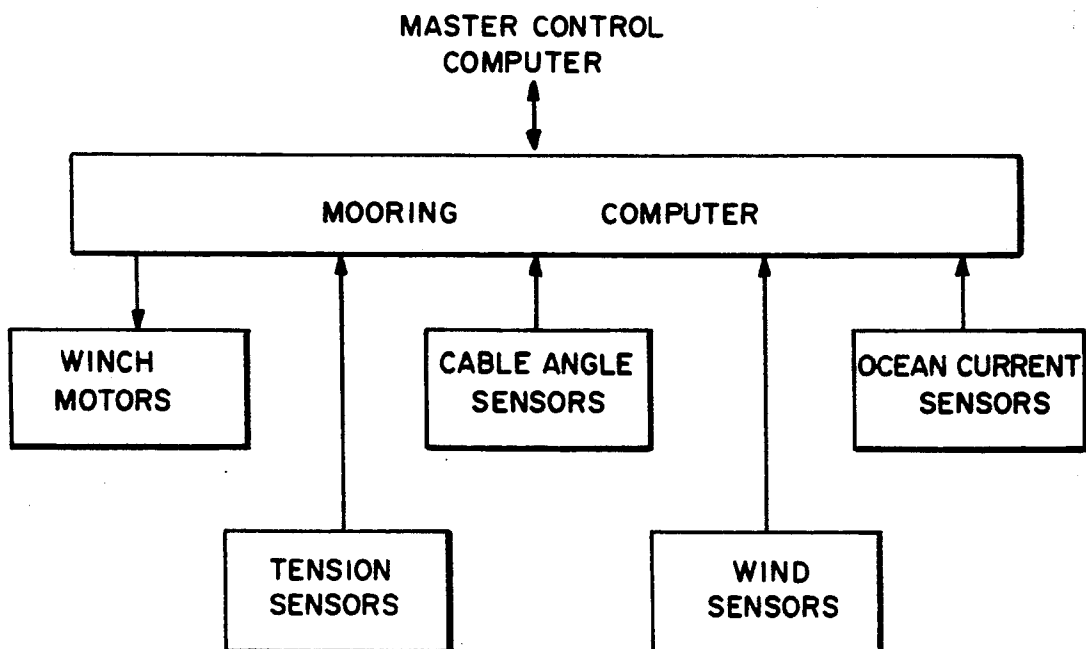 MASTER CONTROL
COMPUTER
MOORING COMPUTER
WINCH
MOTORS
CABLE ANGLE
SENSORS
OCEAN CURRENT
SENSORS
TENSION
SENSORS
WIND
SENSORS